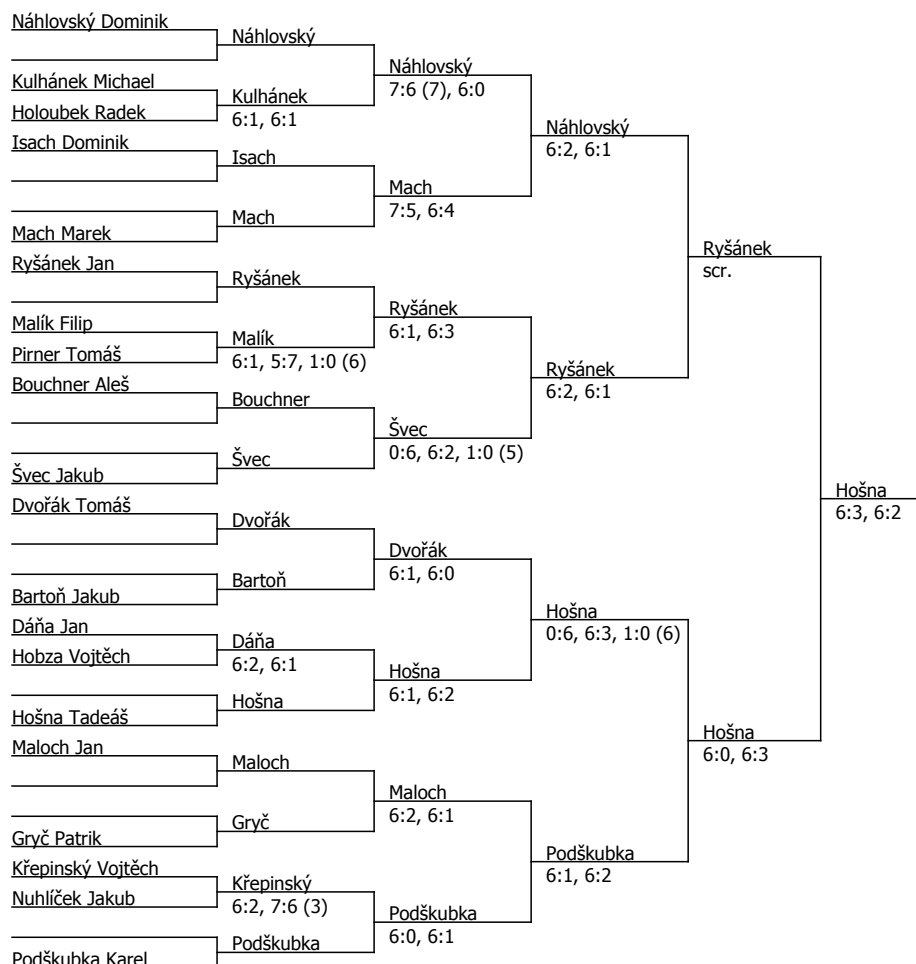 Náhlovský Dominik
Náhlovský
Náhlovský
7:6 (7), 6:0
Kulhánek Michael
Kulhánek
6:1, 6:1
Holoubek Radek
Náhlovský
6:2, 6:1
Isach Dominik
Isach
Mach
7:5, 6:4
Mach
Mach Marek
Ryšánek
scr.
Ryšánek Jan
Ryšánek
Ryšánek
6:1, 6:3
Malík Filip
Malík
6:1, 5:7, 1:0 (6)
Pirner Tomáš
Ryšánek
6:2, 6:1
Bouchner Aleš
Bouchner
Švec
0:6, 6:2, 1:0 (5)
Švec
Švec Jakub
Hošna
6:3, 6:2
Dvořák Tomáš
Dvořák
Dvořák
6:1, 6:0
Bartoň
Bartoň Jakub
Hošna
0:6, 6:3, 1:0 (6)
Dáňa Jan
Dáňa
6:2, 6:1
Hobza Vojtěch
Hošna
6:1, 6:2
Hošna
Hošna Tadeáš
Hošna
6:0, 6:3
Maloch Jan
Maloch
Maloch
6:2, 6:1
Gryč
Gryč Patrik
Podškubka
6:1, 6:2
Křepinský Vojtěch
Křepinský
6:2, 7:6 (3)
Nuhlíček Jakub
Podškubka
6:0, 6:1
Podškubka
Podškubka Karel